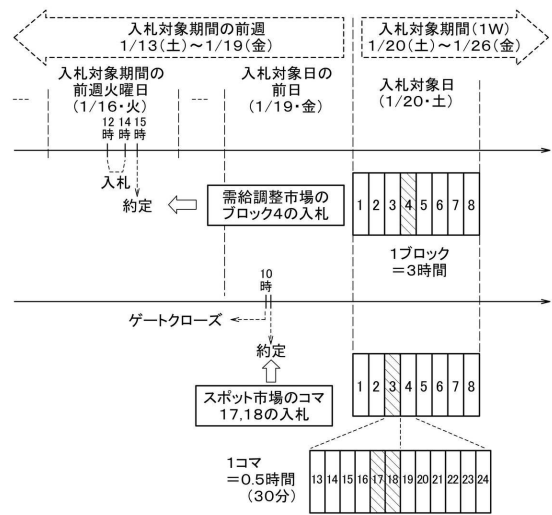 入札対象期間の前週
1/13(土)～1/19(金)
入札対象期間(1W)
1/20(土)～1/26(金)
入札対象期間の
前週火曜日
(1/16・火)
入札対象日の
前日
(1/19・金)
入札対象日
(1/20・土)
12 14 15
時 時 時
入札
約定
需給調整市場の
ブロック4の入札
1 2 3 4 5 6 7 8
1ブロック
＝3時間
10
時
ゲートクローズ
約定
スポット市場のコマ
17,18の入札
1 2 3 4 5 6 7 8
1コマ
＝0.5時間
(30分)
13 14 15 16 17 18 19 20 21 22 23 24